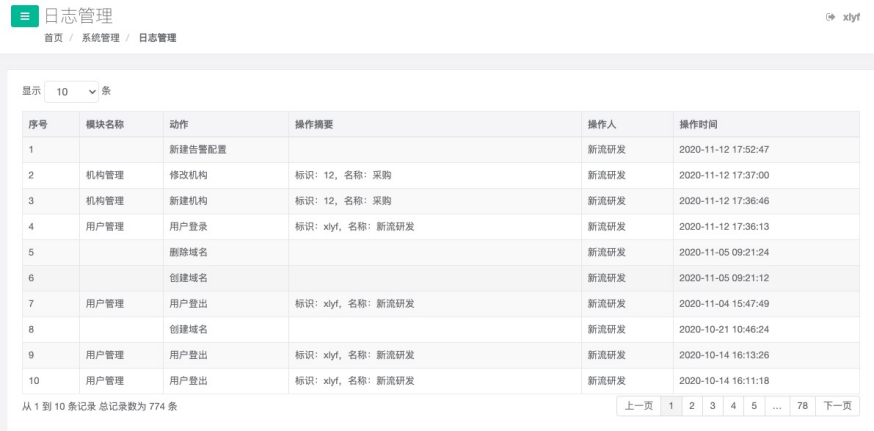 日志管理
xlyf
首页 / 系统管理 / 日志管理
显示 10 条
序号 模块名称 动作 操作摘要 操作人 操作时间
1 新建告警配置 新流研发 2020-11-12 17:52:47
2 机构管理 修改机构 标识：12，名称：采购 新流研发 2020-11-12 17:37:00
3 机构管理 新建机构 标识：12，名称：采购 新流研发 2020-11-12 17:36:46
4 用户管理 用户登录 标识：xlyf，名称：新流研发 新流研发 2020-11-12 17:36:13
5 删除域名 新流研发 2020-11-05 09:21:24
6 创建域名 新流研发 2020-11-05 09:21:12
7 用户管理 用户登出 标识：xlyf，名称：新流研发 新流研发 2020-11-04 15:47:49
8 创建域名 新流研发 2020-10-21 10:46:24
9 用户管理 用户登出 标识：xlyf，名称：新流研发 新流研发 2020-10-14 16:13:26
10 用户管理 用户登出 标识：xlyf，名称：新流研发 新流研发 2020-10-14 16:11:18
从 1 到 10 条记录 总记录数为 774 条
上一页 1 2 3 4 5 ... 78 下一页